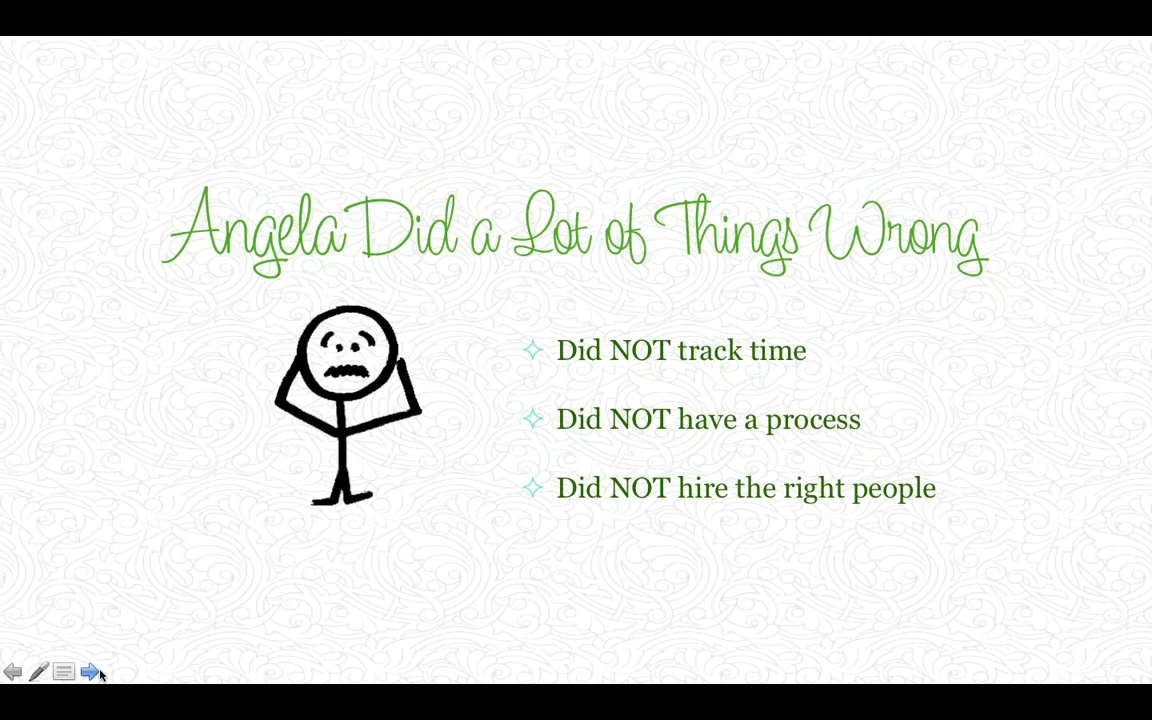 Angela Did a Lot of Things Wrong
Did NOT track time
Did NOT have a process
Did NOT hire the right people